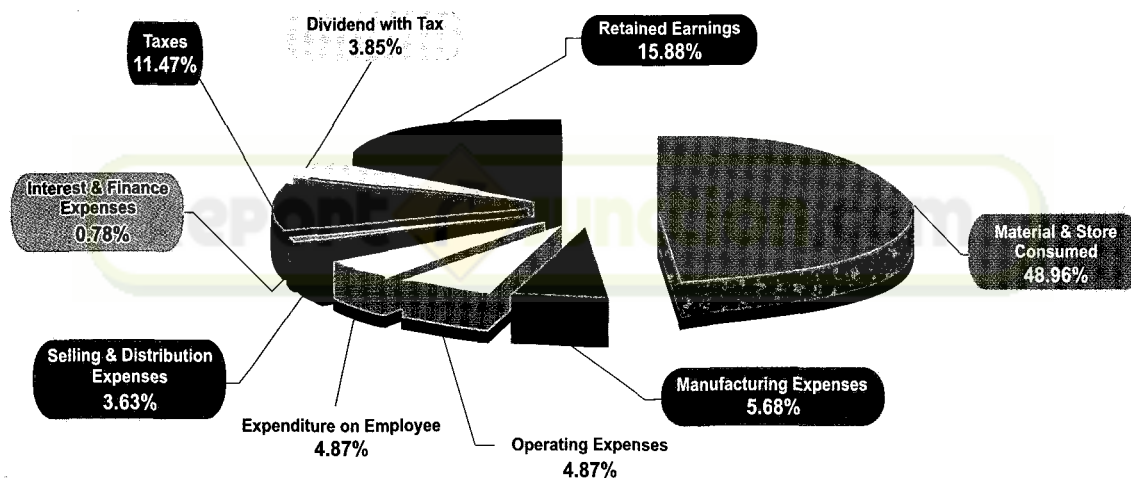 Dividend with Tax
3.85%
Retained Earnings
15.88%
Taxes
11.47%
Interest & Finance
Expenses
0.78%
Material & Store
Consumed
48.96%
Selling & Distribution
Expenses
3.63%
Manufacturing Expenses
5.68%
Expenditure on Employee
4.87%
Operating Expenses
4.87%